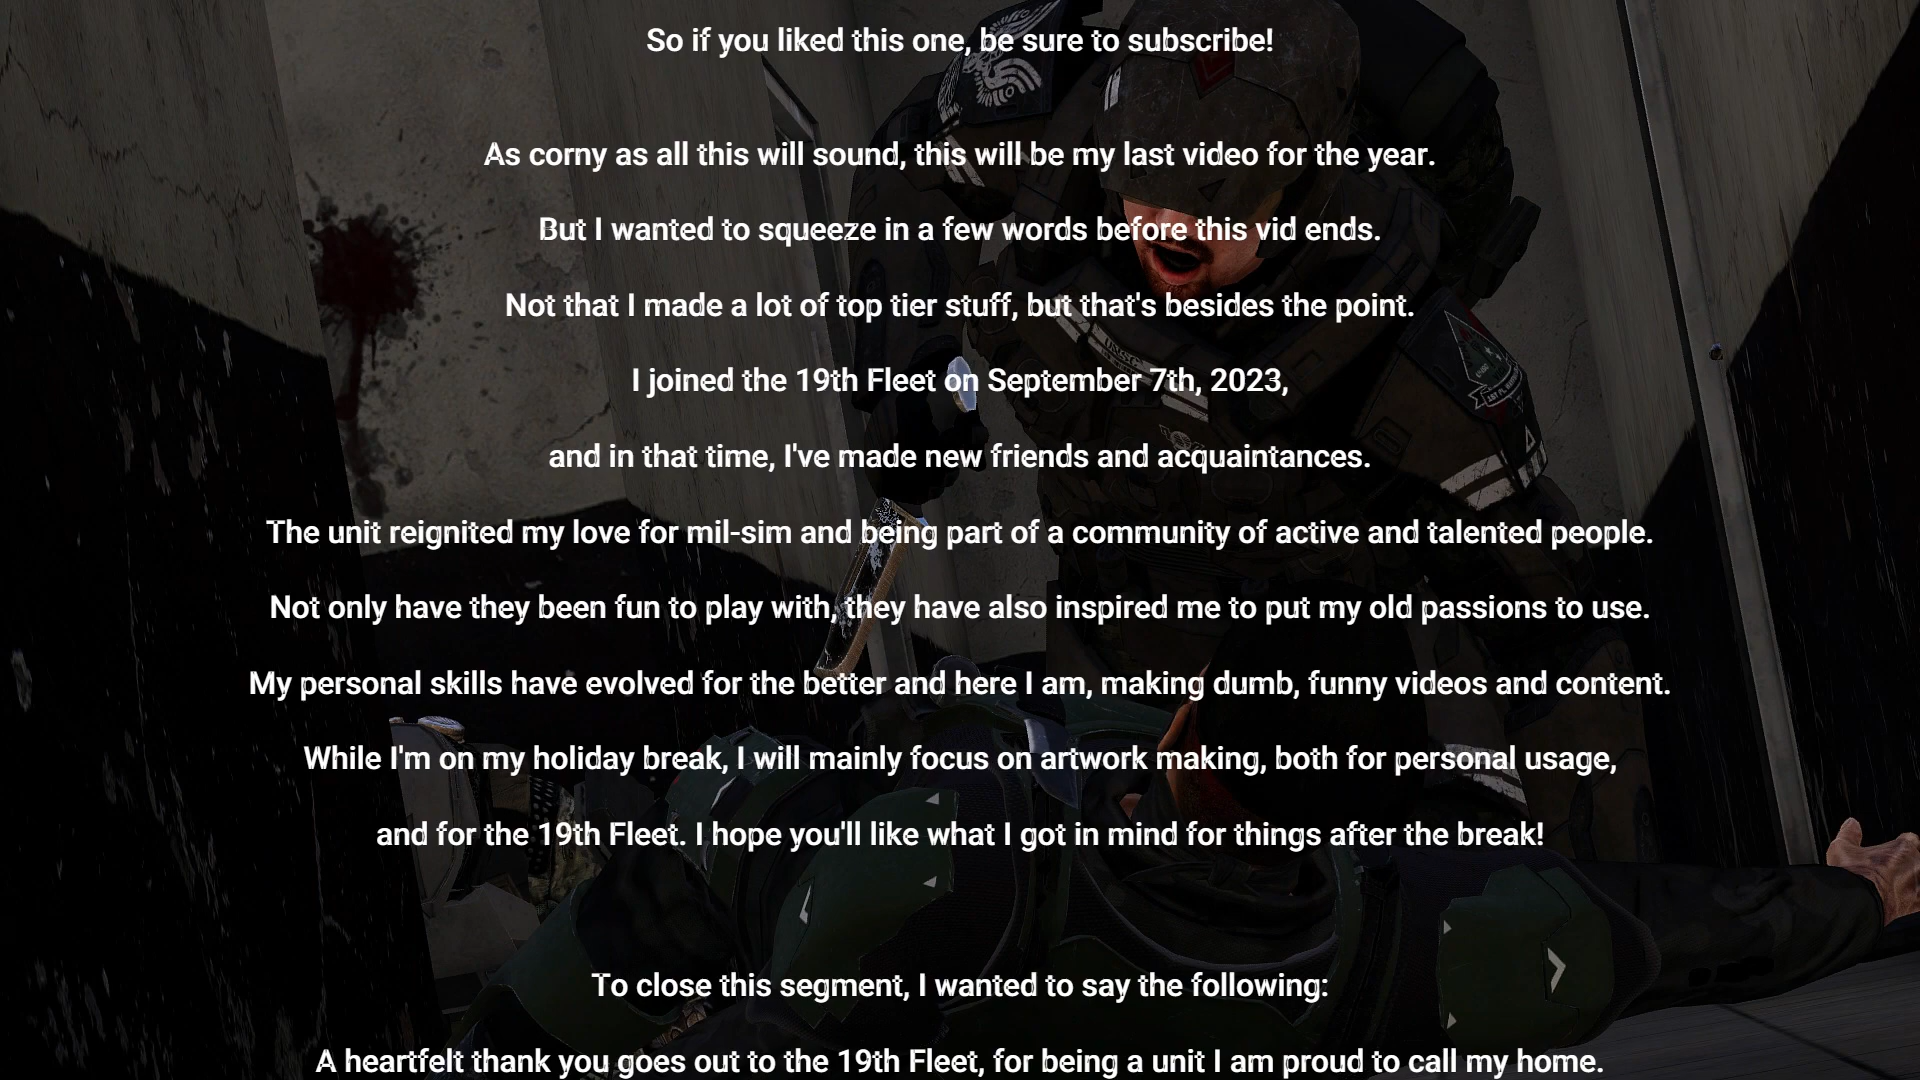 So if you liked this one, be sure to subscribe!
As corny as all this will sound, this will be my last video for the year.
But I wanted to squeeze in a few words before this vid ends.
Not that I made a lot of top tier stuff, but that's besides the point.
I joined the 19th Fleet on September 7th, 2023,
and in that time, I've made new friends and acquaintances.
The unit reignited my love for mil-sim and being part of a community of active and talented people.
Not only have they been fun to play with, they have also inspired me to put my old passions to use.
My personal skills have evolved for the better and here I am, making dumb, funny videos and content.
While I'm on my holiday break, I will mainly focus on artwork making, both for personal usage,
and for the 19th Fleet. I hope you'll like what I got in mind for things after the break!
To close this segment, I wanted to say the following:
A heartfelt thank you goes out to the 19th Fleet, for being a unit I am proud to call my home.
UNSC